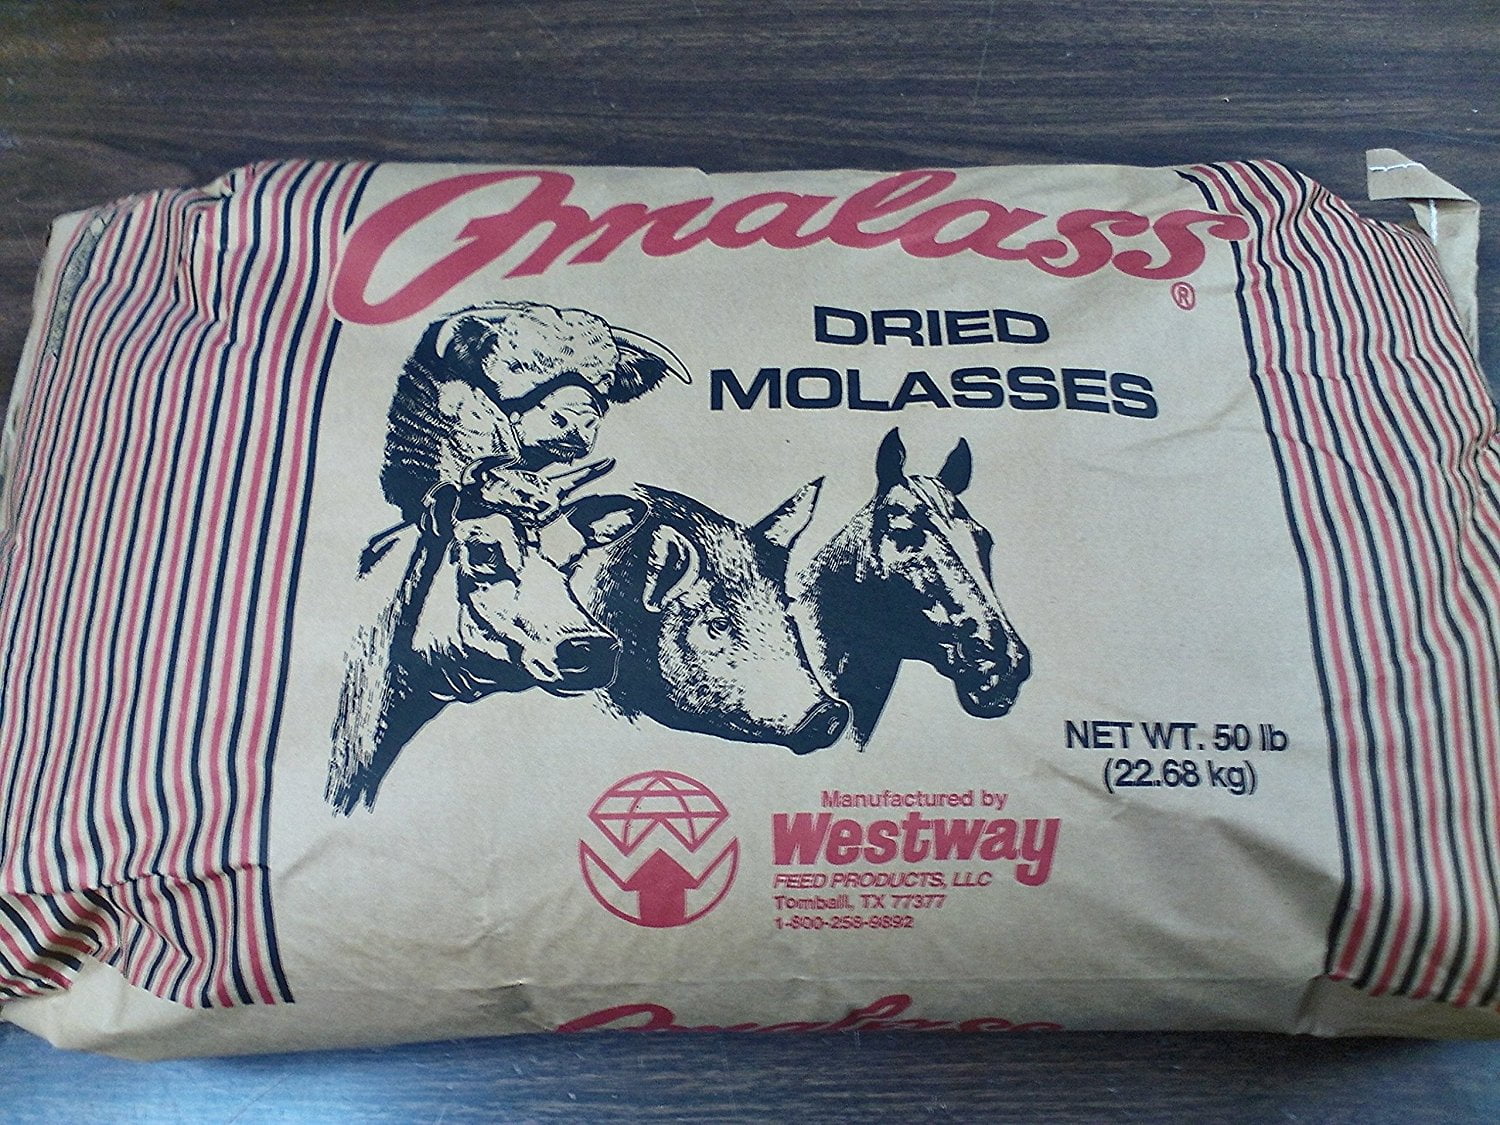 Omalass®
DRIED
MOLASSES
NET WT. 50 lb
(22.68 kg)
Manufactured by
Westway
FEED PRODUCTS, LLC
Tomball, TX 77377
1-800-258-9892
Omalass